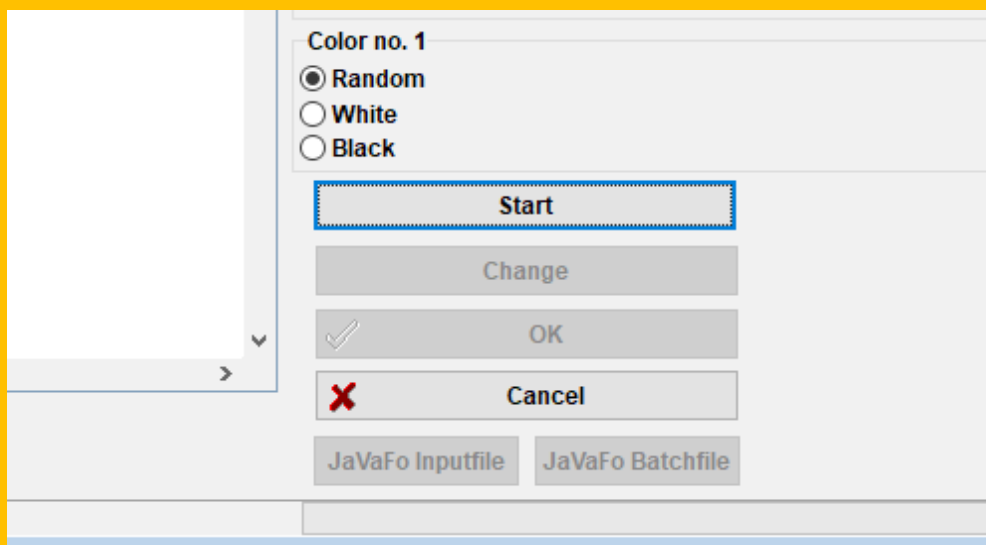 Color no. 1
Random
White
Black
Start
Change
OK
Cancel
JaVaFo Inputfile JaVaFo Batchfile